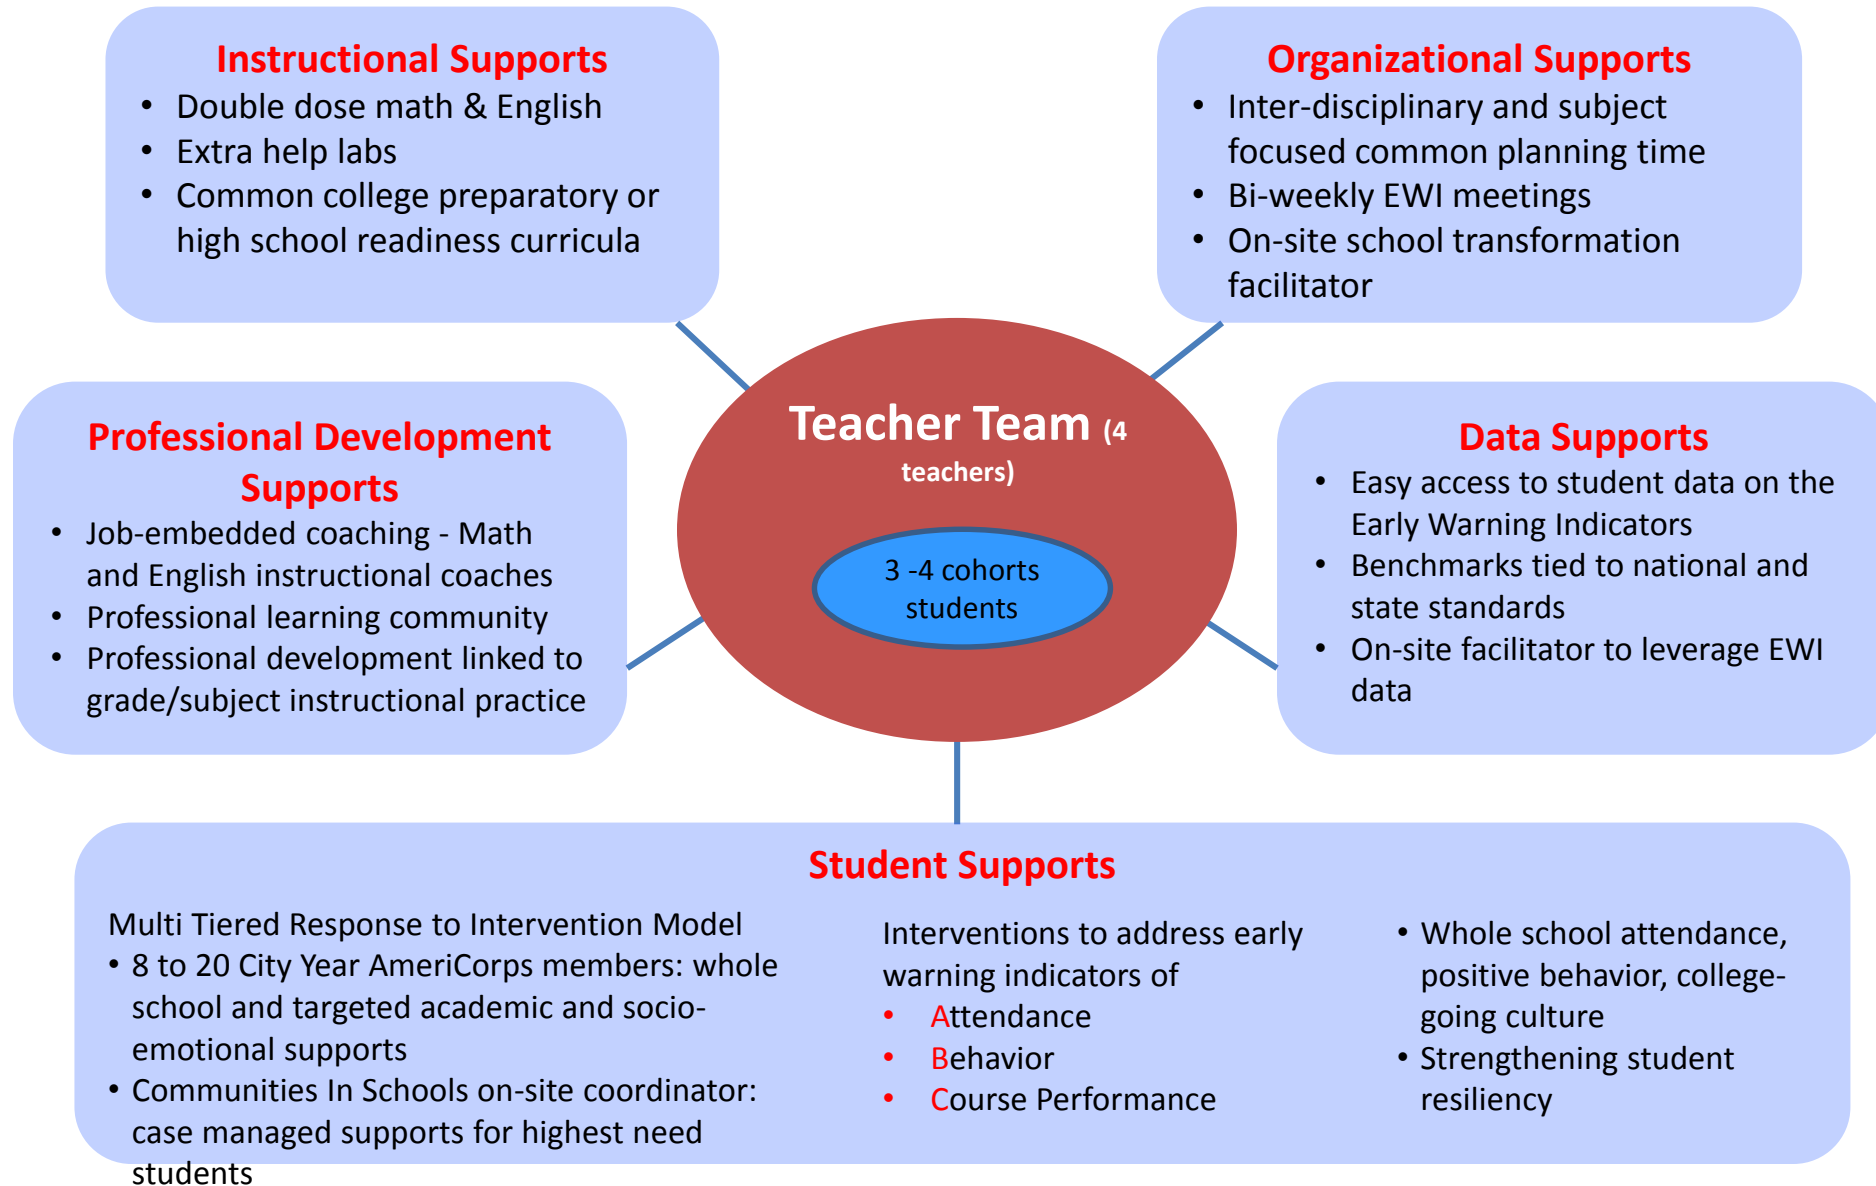 Instructional Supports
• Double dose math & English
• Extra help labs
• Common college preparatory or
high school readiness curricula
Organizational Supports
• Inter-disciplinary and subject
focused common planning time
• Bi-weekly EWI meetings
• On-site school transformation
facilitator
Professional Development
Supports
• Job-embedded coaching - Math
and English instructional coaches
• Professional learning community
• Professional development linked to
grade/subject instructional practice
Teacher Team (4
teachers)
3 -4 cohorts
students
Data Supports
• Easy access to student data on the
Early Warning Indicators
• Benchmarks tied to national and
state standards
• On-site facilitator to leverage EWI
data
Student Supports
Multi Tiered Response to Intervention Model
• 8 to 20 City Year AmeriCorps members: whole
school and targeted academic and socio-
emotional supports
• Communities In Schools on-site coordinator:
case managed supports for highest need
students
Interventions to address early
warning indicators of
• Attendance
• Behavior
• Course Performance
• Whole school attendance,
positive behavior, college-
going culture
• Strengthening student
resiliency